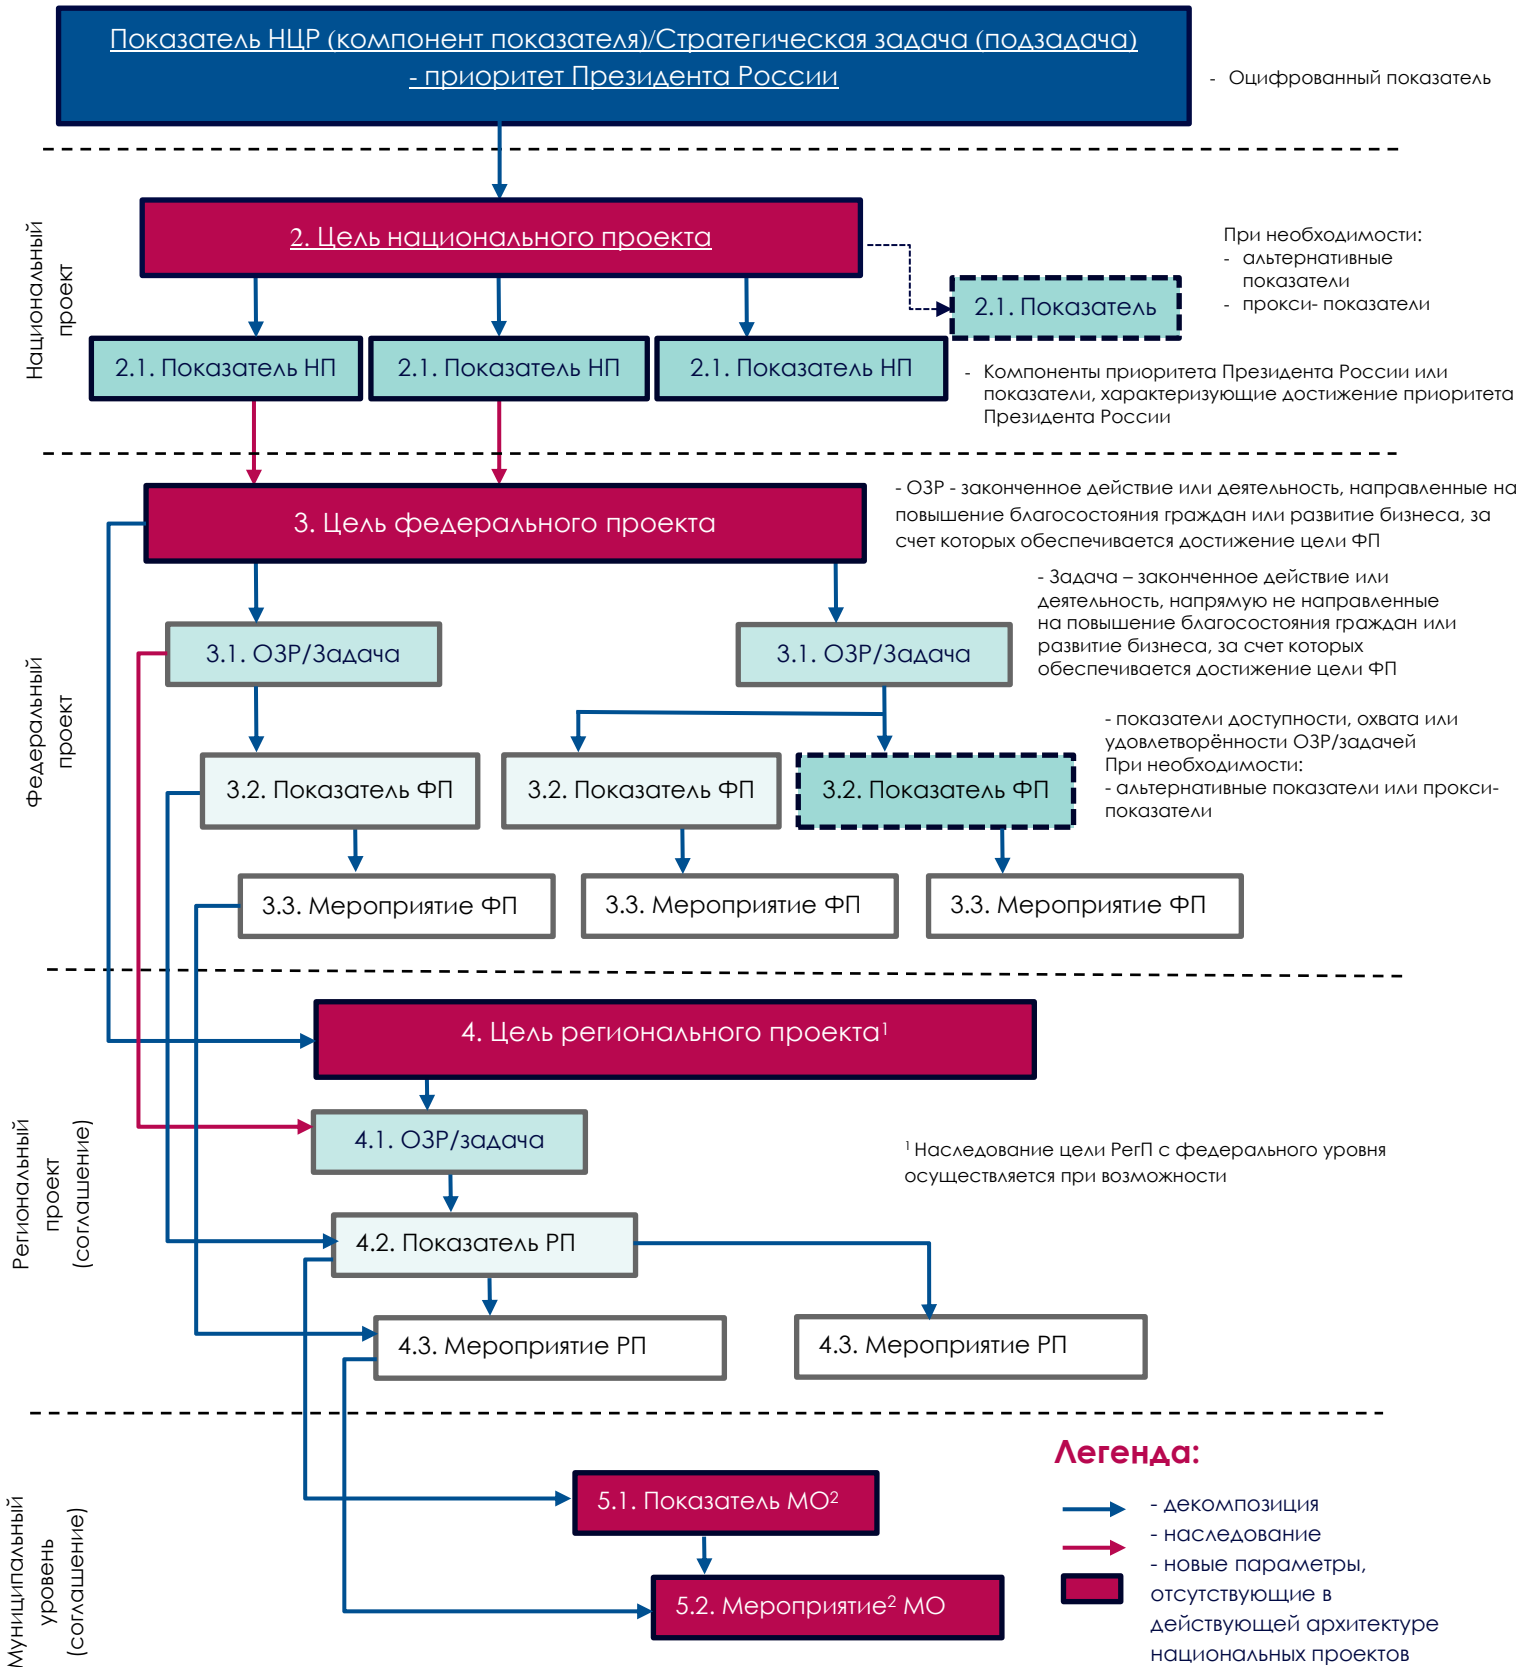 Показатель НЦР (компонент показателя)/Стратегическая задача (подзадача)
- приоритет Президента России
- Оцифрованный показатель
Национальный
проект
2. Цель национального проекта
При необходимости:
- альтернативные
показатели
- прокси- показатели
2.1. Показатель
2.1. Показатель НП
2.1. Показатель НП
2.1. Показатель НП
- Компоненты приоритета Президента России или
показатели, характеризующие достижение приоритета
Президента России
Федеральный
проект
3. Цель федерального проекта
- ОЗР - законченное действие или деятельность, направленные на
повышение благосостояния граждан или развитие бизнеса, за
счет которых обеспечивается достижение цели ФП
- Задача – законченное действие или
деятельность, напрямую не направленные
на повышение благосостояния граждан или
развитие бизнеса, за счет которых
обеспечивается достижение цели ФП
3.1. ОЗР/Задача
3.1. ОЗР/Задача
- показатели доступности, охвата или
удовлетворённости ОЗР/задачей
При необходимости:
- альтернативные показатели или прокси-
показатели
3.2. Показатель ФП
3.2. Показатель ФП
3.2. Показатель ФП
3.3. Мероприятие ФП
3.3. Мероприятие ФП
3.3. Мероприятие ФП
Региональный
проект
(соглашение)
4. Цель регионального проекта¹
4.1. ОЗР/задача
¹ Наследование цели РегП с федерального уровня
осуществляется при возможности
4.2. Показатель РП
4.3. Мероприятие РП
4.3. Мероприятие РП
Муниципальный
уровень
(соглашение)
5.1. Показатель МО²
5.2. Мероприятие² МО
Легенда:
- декомпозиция
- наследование
- новые параметры,
отсутствующие в
действующей архитектуре
национальных проектов